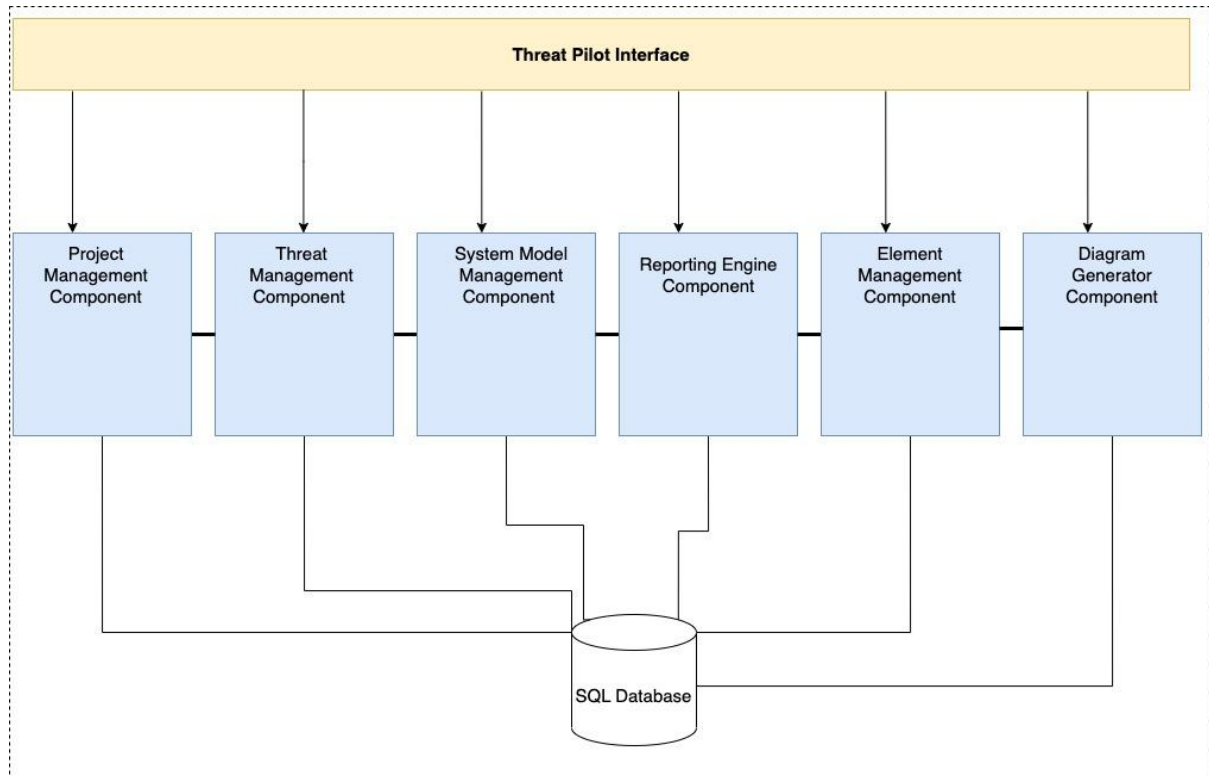 Threat Pilot Interface
Project
Management
Component
Threat
Management
Component
System Model
Management
Component
Reporting Engine
Component
Element
Management
Component
Diagram
Generator
Component
SQL Database